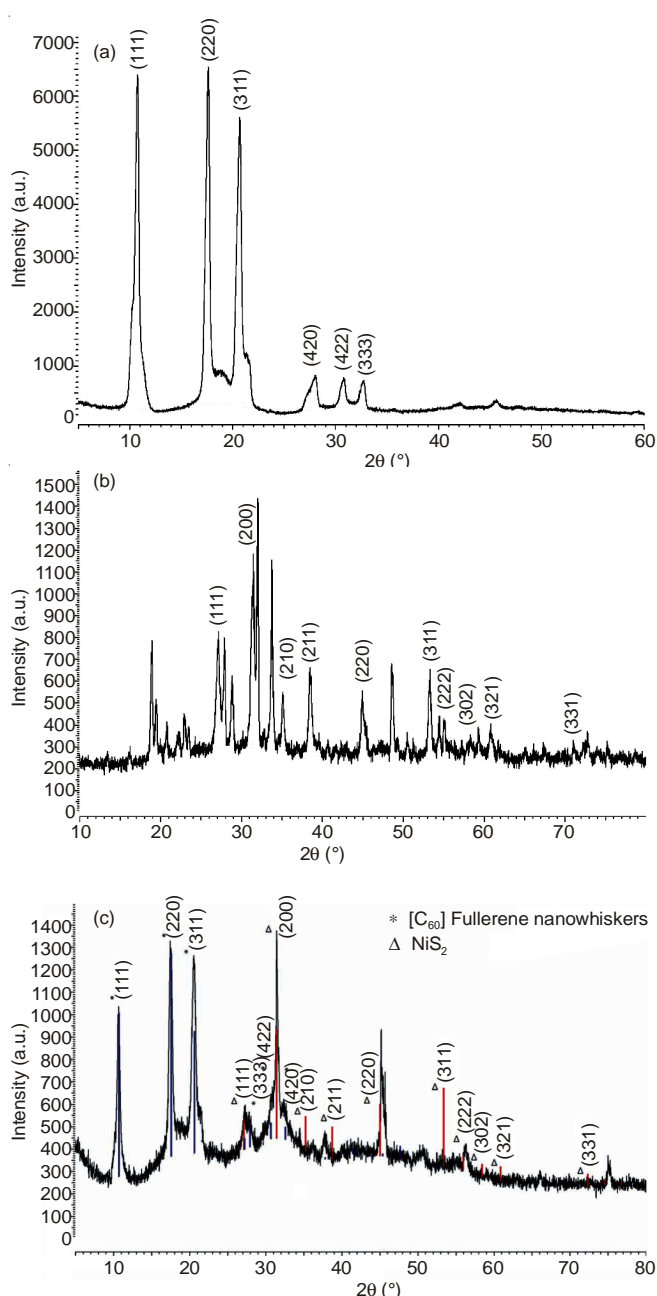 (a)
(111)
(220)
(311)
(420)
(422)
(333)
7000
6000
5000
4000
3000
2000
1000
0
Intensity (a.u.)
10 20 30 40 50 60
2θ (°)
(b)
(111)
(200)
(210)
(211)
(220)
(311)
(222)
(302)
(321)
(331)
1500
1400
1300
1200
1100
1000
900
800
700
600
500
400
300
200
100
0
Intensity (a.u.)
10 20 30 40 50 60 70
2θ (°)
(c)
* [C60] Fullerene nanowhiskers
Δ NiS2
*(111)
*(220)
*(311)
Δ (111)
*(333)
*(422)
Δ (200)
*(420)
Δ (210)
Δ (211)
Δ (220)
Δ (311)
Δ (222)
Δ (302)
Δ (321)
Δ (331)
1400
1300
1200
1100
1000
900
800
700
600
500
400
300
200
100
0
Intensity (a.u.)
10 20 30 40 50 60 70 80
2θ (°)